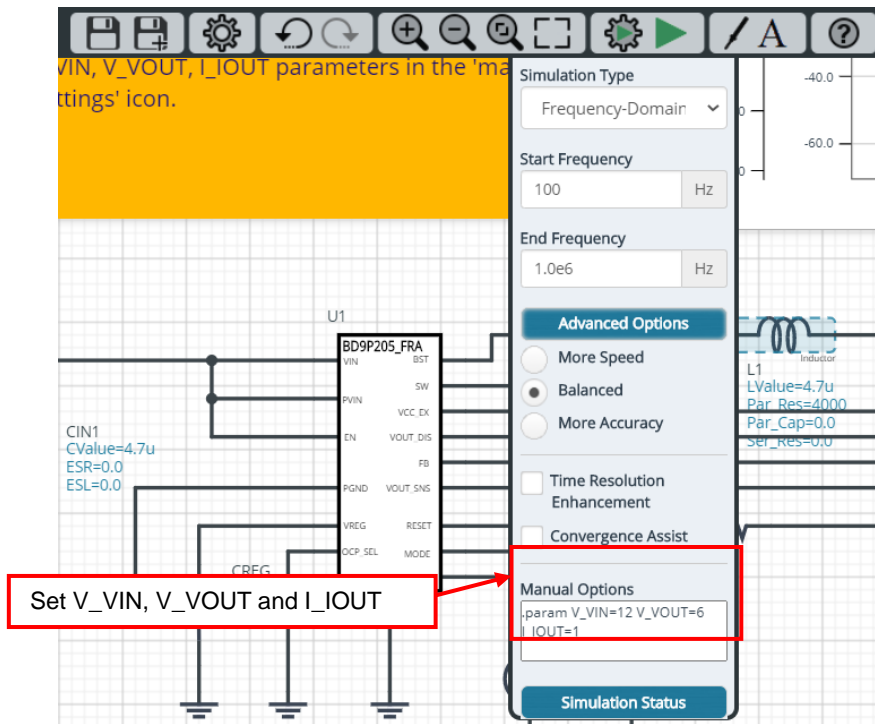 A
?
VIN, V_VOUT, I_IOUT parameters in the 'ma
ttings' icon.
Simulation Type
Frequency-Domain
Start Frequency
100
Hz
End Frequency
1.0e6
Hz
Advanced Options
More Speed
Balanced
More Accuracy
Time Resolution
Enhancement
Convergence Assist
Manual Options
.param V_VIN=12 V_VOUT=6
I_IOUT=1
Simulation Status
-40.0
-60.0
0
0
U1
BD9P205_FRA
VIN
BST
SW
PVIN
VCC_EX
EN
VOUT_DIS
FB
PGND
VOUT_SNS
VREG
RESET
OCP_SEL
MODE
CIN1
CValue=4.7u
ESR=0.0
ESL=0.0
CREG
Inductor
L1
LValue=4.7u
Par_Res=4000
Par_Cap=0.0
Ser_Res=0.0
Set V_VIN, V_VOUT and I_IOUT